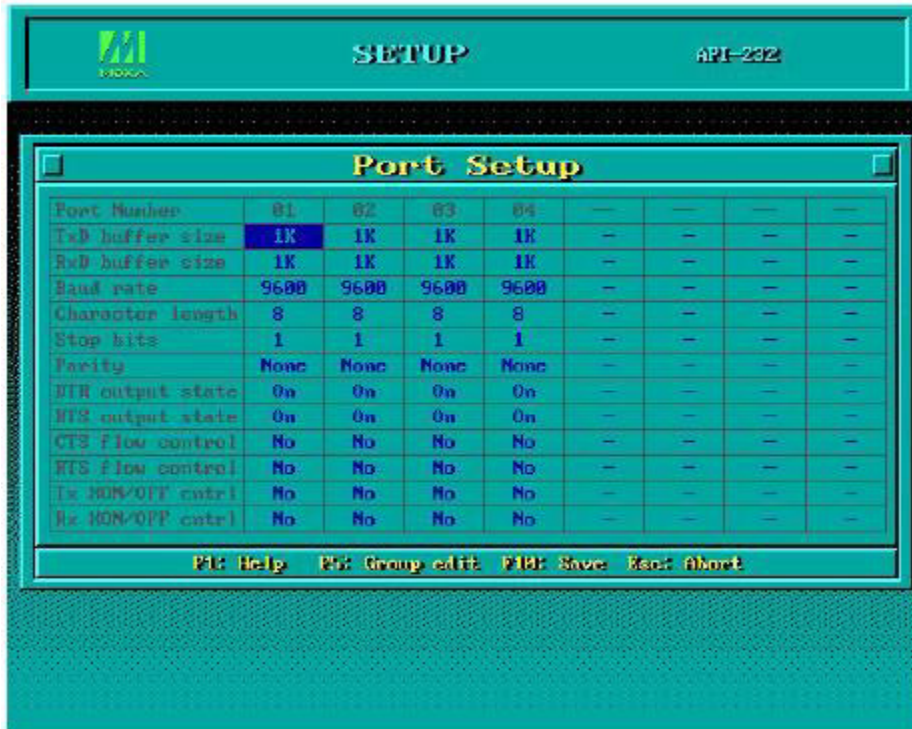 MOXA
SETUP
API-232
Port Setup
Port Number 01 02 03 04 — — — —
TxD buffer size 1K 1K 1K 1K — — — —
RxD buffer size 1K 1K 1K 1K — — — —
Baud rate 9600 9600 9600 9600 — — — —
Character length 8 8 8 8 — — — —
Stop bits 1 1 1 1 — — — —
Parity None None None None — — — —
DTR output state On On On On — — — —
RTS output state On On On On — — — —
CTS flow control No No No No — — — —
RTS flow control No No No No — — — —
Tx XON/OFF cntrl No No No No — — — —
Rx XON/OFF cntrl No No No No — — — —
F1: Help F5: Group edit F10: Save Esc: Abort